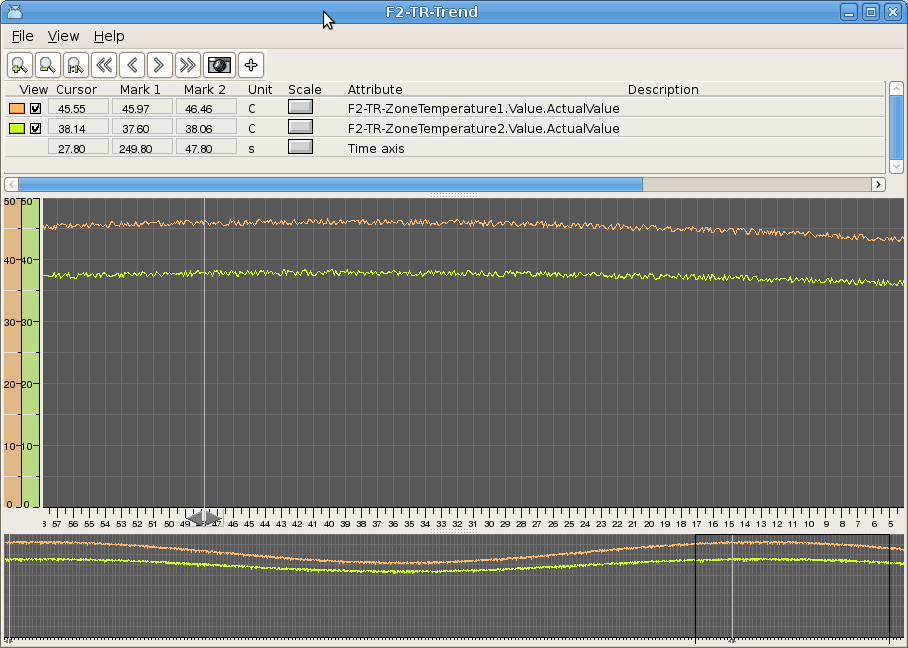 F2-TR-Trend
File View Help
View Cursor Mark 1 Mark 2 Unit Scale Attribute Description
45.55 45.97 46.46 C F2-TR-ZoneTemperature1.Value.ActualValue
38.14 37.60 38.06 C F2-TR-ZoneTemperature2.Value.ActualValue
27.80 249.80 47.80 s Time axis
50 50
40 40
30 30
20 20
10 10
0 0
57 56 55 54 53 52 51 50 49 47 46 45 44 43 42 41 40 39 38 37 36 35 34 33 32 31 30 29 28 27 26 25 24 23 22 21 20 19 18 17 16 15 14 13 12 11 10 9 8 7 6 5